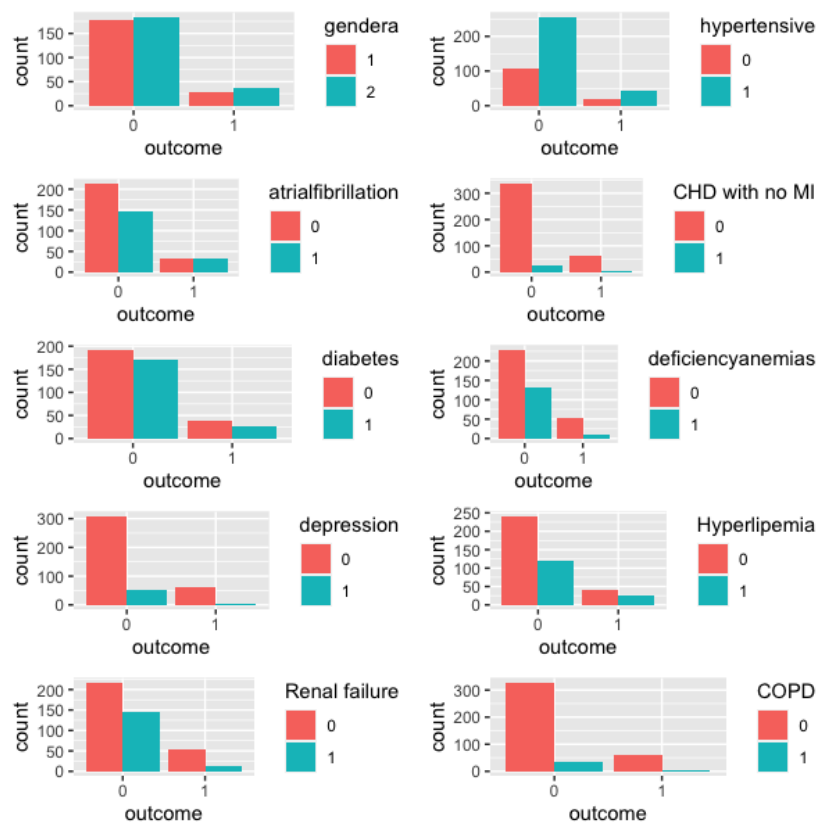 gendera
1
2
150
100
50
0
count
0 1
outcome
hypertensive
0
1
200
100
0
count
0 1
outcome
atrialfibrillation
0
1
200
150
100
50
0
count
0 1
outcome
CHD with no MI
0
1
300
200
100
0
count
0 1
outcome
diabetes
0
1
200
150
100
50
0
count
0 1
outcome
deficiencyanemias
0
1
200
150
100
50
0
count
0 1
outcome
depression
0
1
300
200
100
0
count
0 1
outcome
Hyperlipemia
0
1
250
200
150
100
50
0
count
0 1
outcome
Renal failure
0
1
200
150
100
50
0
count
0 1
outcome
COPD
0
1
300
200
100
0
count
0 1
outcome